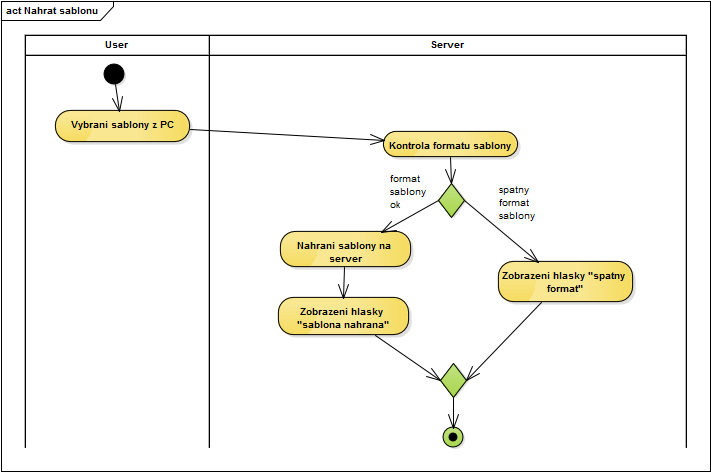 act Nahrat sablonu
User
Server
Vybrani sablony z PC
Kontrola formatu sablony
format
sablony
ok
spatny
format
sablony
Nahrani sablony na
server
Zobrazeni hlasky "spatny
format"
Zobrazeni hlasky
"sablona nahrana"